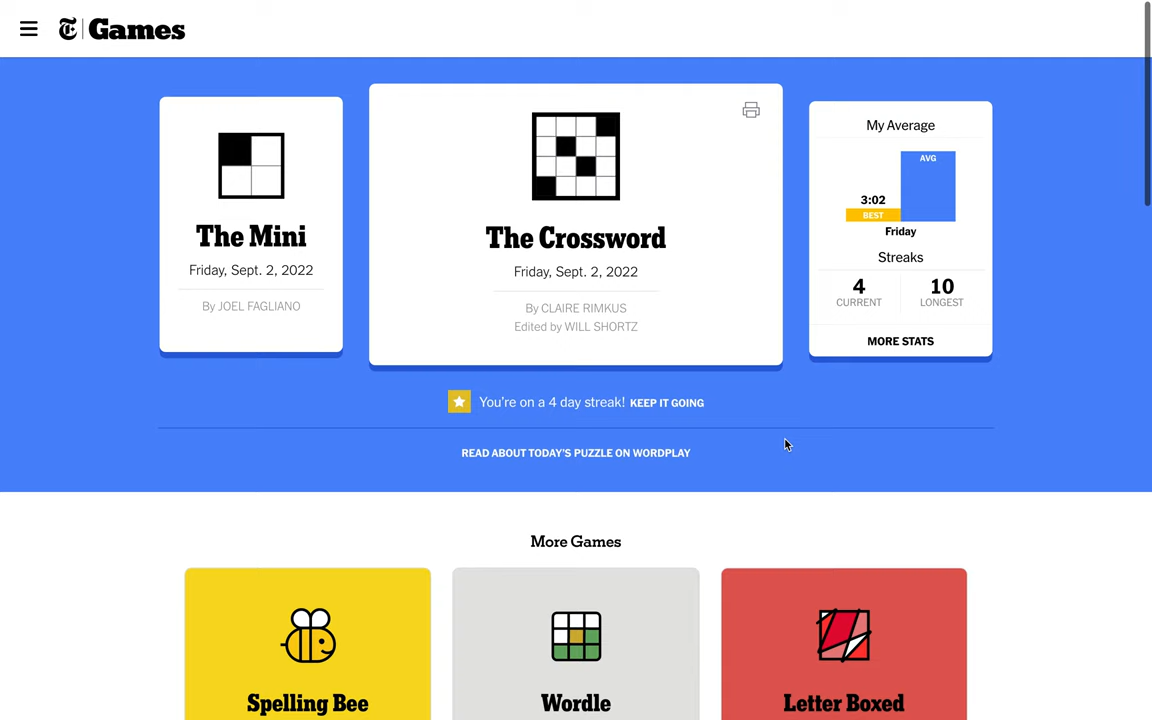 Games
The Mini
Friday, Sept. 2, 2022
By JOEL FAGLIANO
The Crossword
Friday, Sept. 2, 2022
By CLAIRE RIMKUS
Edited by WILL SHORTZ
My Average
AVG
3:02
BEST
Friday
Streaks
4 10
CURRENT LONGEST
MORE STATS
You're on a 4 day streak! KEEP IT GOING
READ ABOUT TODAY'S PUZZLE ON WORDPLAY
More Games
Spelling Bee
Wordle
Letter Boxed